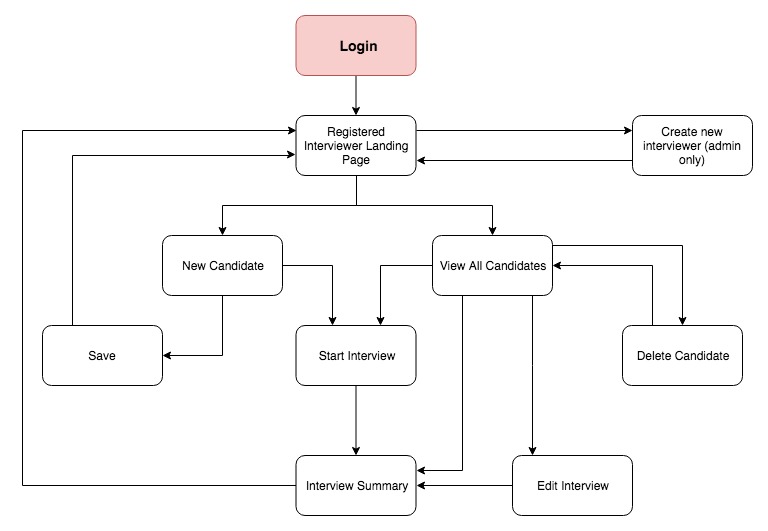 Login
Registered
Interviewer Landing
Page
Create new
interviewer (admin
only)
New Candidate
View All Candidates
Save
Start Interview
Delete Candidate
Interview Summary
Edit Interview